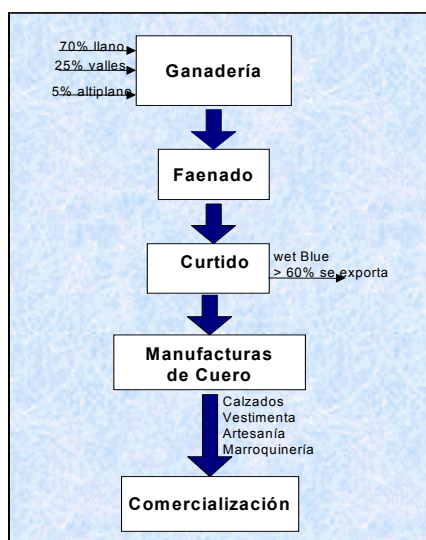 70% llano
25% valles
5% altiplano
Ganadería
Faenado
Curtido
wet Blue
> 60% se exporta
Manufacturas
de Cuero
Calzados
Vestimenta
Artesanía
Marroquinería
Comercialización